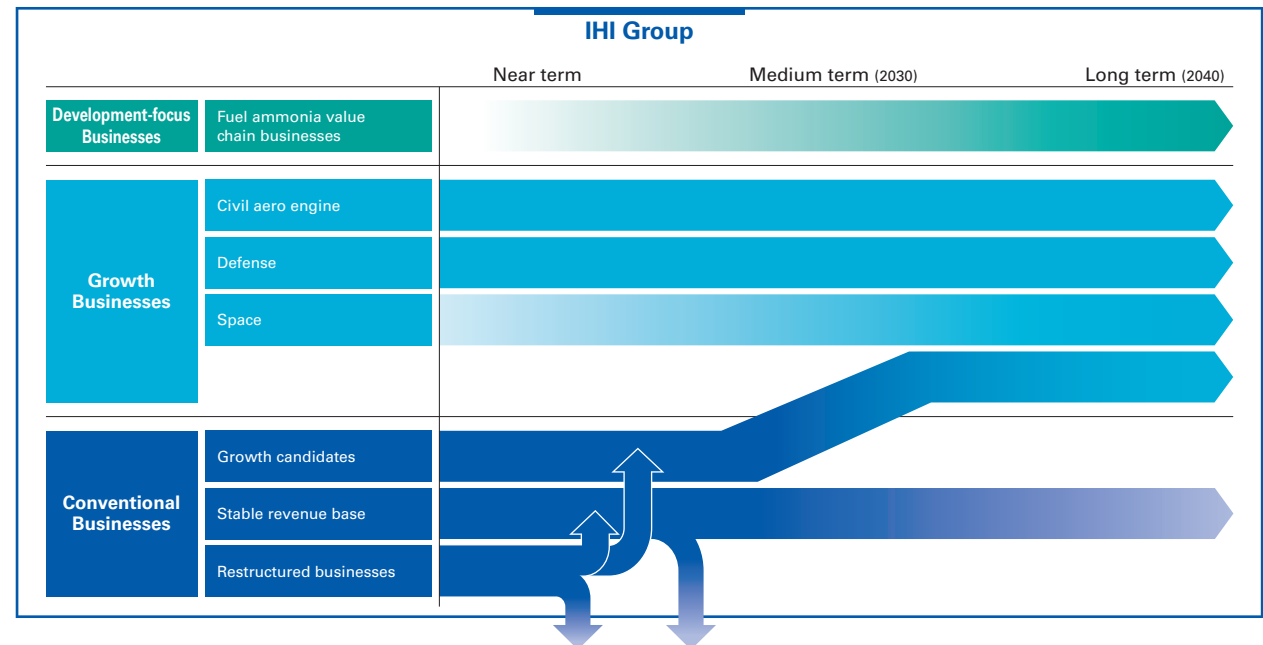 IHI Group
Near term
Medium term (2030)
Long term (2040)
Development-focus
Businesses
Fuel ammonia value
chain businesses
Growth
Businesses
Civil aero engine
Defense
Space
Conventional
Businesses
Growth candidates
Stable revenue base
Restructured businesses